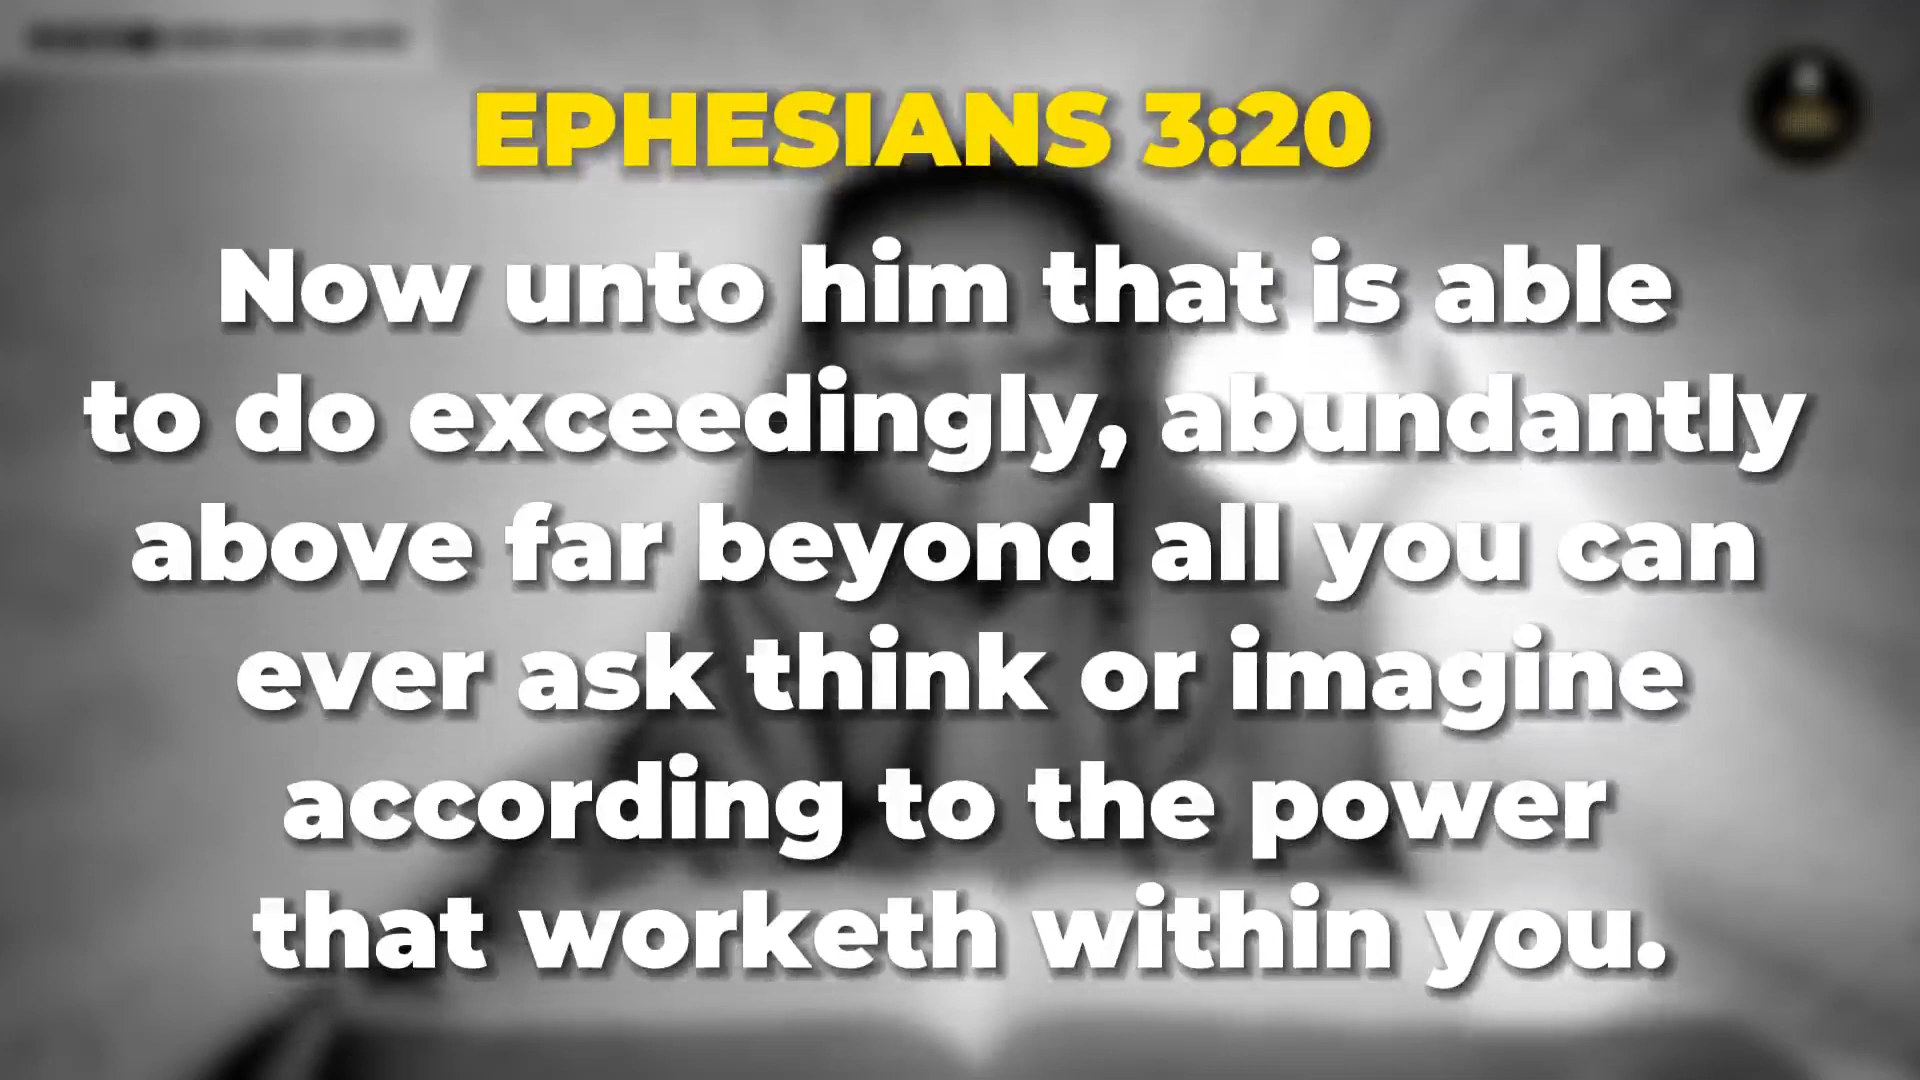 EPHESIANS 3:20
Now unto him that is able
to do exceedingly, abundantly
above far beyond all you can
ever ask think or imagine
according to the power
that worketh within you.